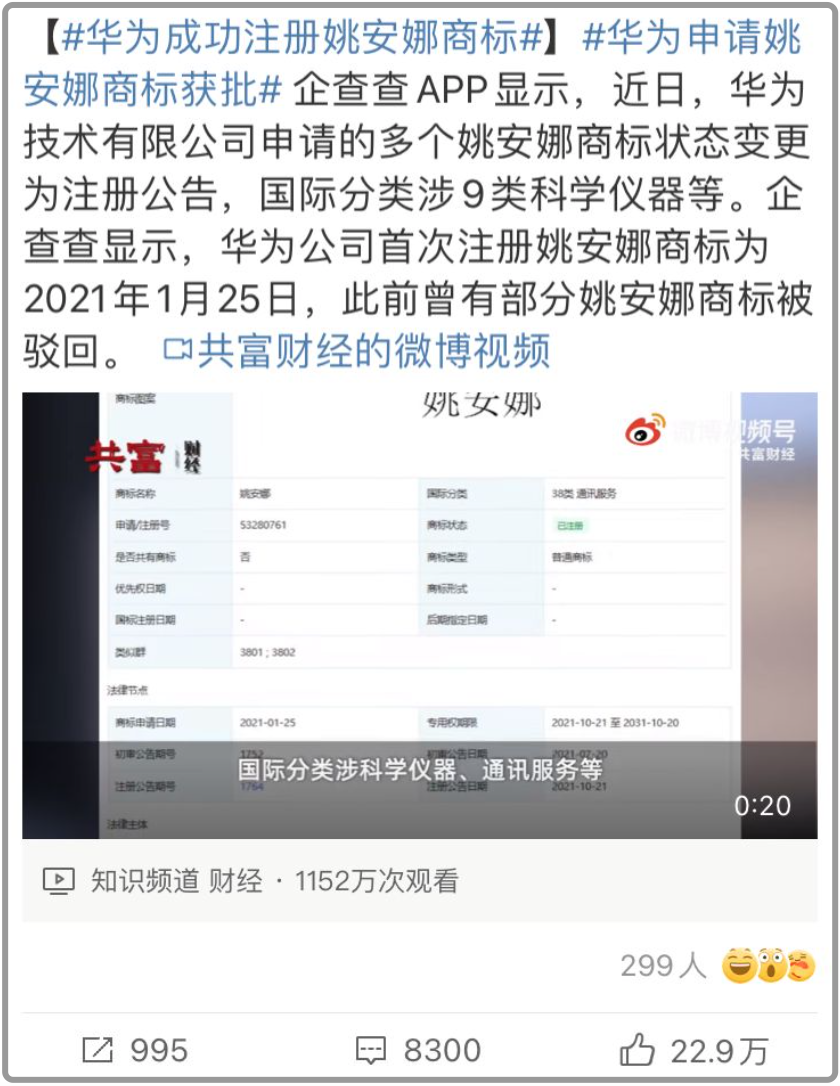 【#华为成功注册姚安娜商标#】#华为申请姚
安娜商标获批# 企查查APP显示，近日，华为
技术有限公司申请的多个姚安娜商标状态变更
为注册公告，国际分类涉9类科学仪器等。企
查查显示，华为公司首次注册姚安娜商标为
2021年1月25日，此前曾有部分姚安娜商标被
驳回。 共富财经的微博视频
商标图案 姚安娜
共富 财经
微博视频号
共富财经
商标名称 姚安娜 国际分类 38类 通讯服务
申请/注册号 53280761 商标状态 已注册
是否共有商标 否 商标类型 普通商标
优先权日期 - 商标形式 -
国际注册日期 - 后期指定日期 -
类似群 3801 ; 3802
法律节点
商标申请日期 2021-01-25 专用权期限 2021-10-21 至 2031-10-20
初审公告期号 1752 初审公告日期 2021-07-20
国际分类涉科学仪器、通讯服务等
注册公告期号 1764 注册公告日期 2021-10-21
0:20
法律主体
知识频道 财经 · 1152万次观看
299人
995 8300 22.9万